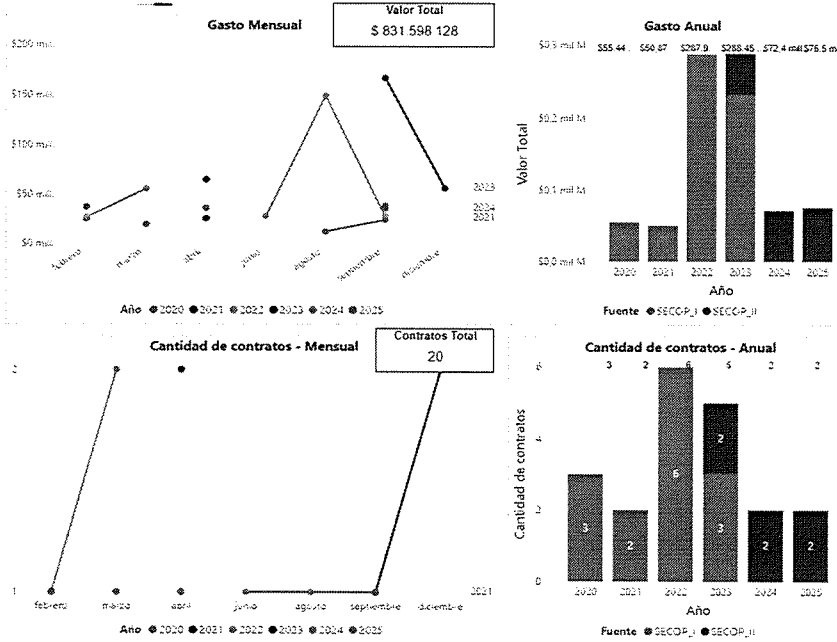 Gasto Mensual
Valor Total
$ 831.598.128
$200 mill.
$150 mill.
$100 mill.
$50 mill.
$0 mill.
febrero marzo abril junio agosto septiembre diciembre
2023
2024
2021
Año 2020 2021 2022 2023 2024 2025
Gasto Anual
$55.44... $50,87 $287.9... $288.45... $72,4 mill $76.5 m
Valor Total
$0,3 mil M
$0,2 mil M
$0,1 mil M
$0,0 mil M
2020 2021 2022 2023 2024 2025
Año
Fuente SECOP_I SECOP_II
Cantidad de contratos - Mensual
Contratos Total
20
2
1
febrero marzo abril junio agosto septiembre diciembre
2021
Año 2020 2021 2022 2023 2024 2025
Cantidad de contratos - Anual
3 2 6 5 2 2
Cantidad de contratos
6
4
2
0
3 2 6 3 2 2 2
2020 2021 2022 2023 2024 2025
Año
Fuente SECOP_I SECOP_II